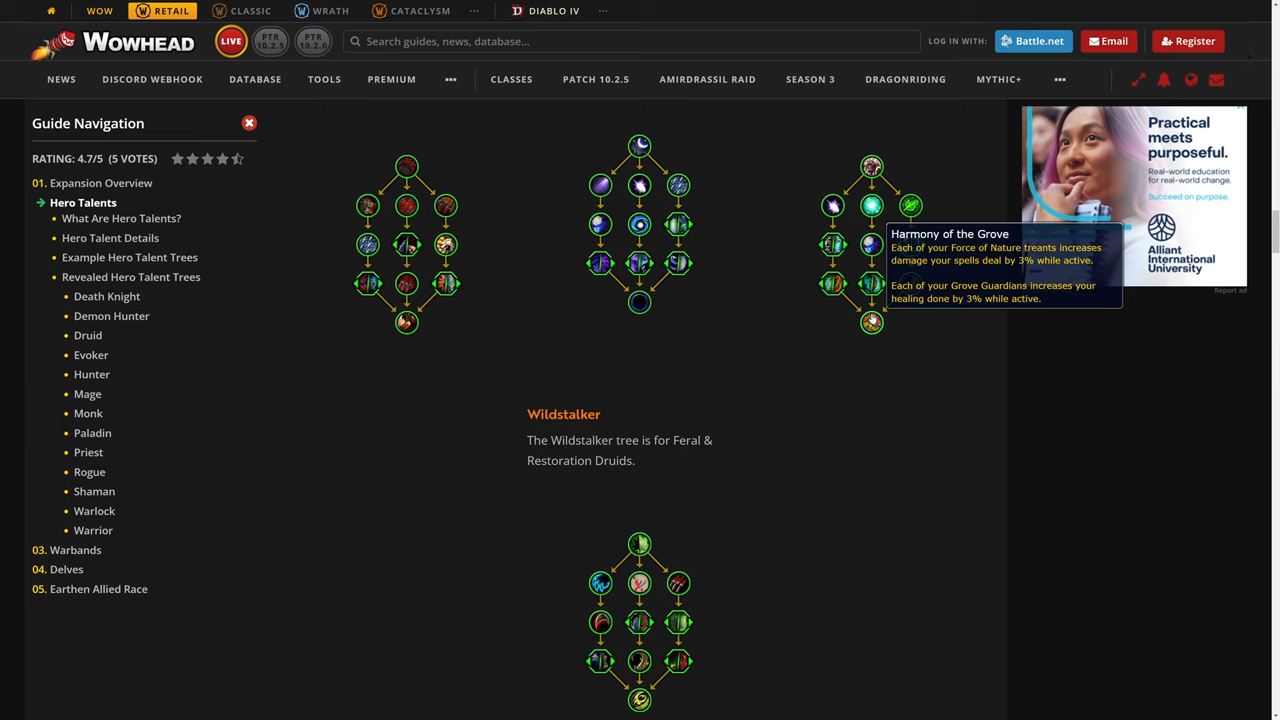 WOW
RETAIL
CLASSIC
WRATH
CATACLYSM
DIABLO IV
WOWHEAD
LIVE
PTR
10.2.5
PTR
10.2.0
Search guides, news, database...
LOG IN WITH:
Battle.net
Email
Register
NEWS
DISCORD WEBHOOK
DATABASE
TOOLS
PREMIUM
CLASSES
PATCH 10.2.5
AMIRDRASSIL RAID
SEASON 3
DRAGONRIDING
MYTHIC+
Guide Navigation
RATING: 4.7/5 (5 VOTES)
01. Expansion Overview
Hero Talents
What Are Hero Talents?
Hero Talent Details
Example Hero Talent Trees
Revealed Hero Talent Trees
Death Knight
Demon Hunter
Druid
Evoker
Hunter
Mage
Monk
Paladin
Priest
Rogue
Shaman
Warlock
Warrior
03. Warbands
04. Delves
05. Earthen Allied Race
Harmony of the Grove
Each of your Force of Nature treants increases
damage your spells deal by 3% while active.
Each of your Grove Guardians increases your
healing done by 3% while active.
Wildstalker
The Wildstalker tree is for Feral &
Restoration Druids.
Practical
meets
purposeful.
Real-world education
for real-world change.
Succeed on purpose.
Alliant
International
University
Report ad